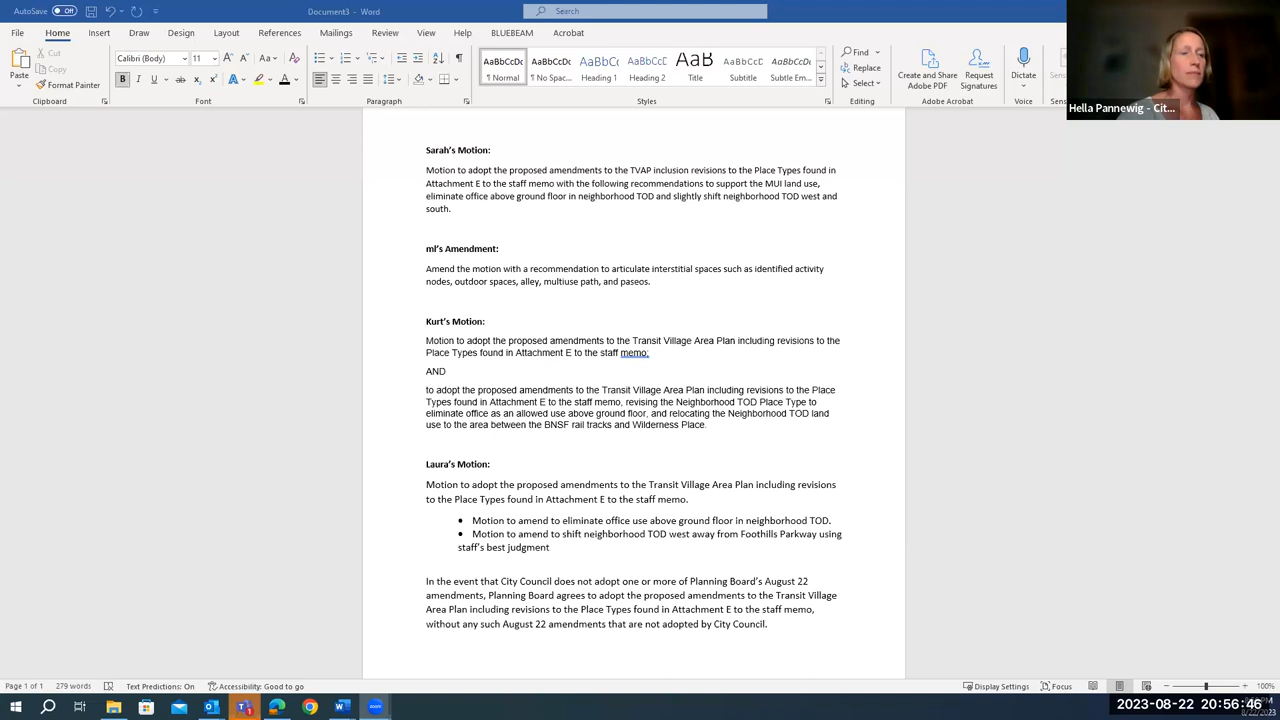 AutoSave Off Document3 - Word Search
File Home Insert Draw Design Layout References Mailings Review View Help BLUEBEAM Acrobat
Paste Cut Copy Format Painter
Calibri (Body) 11
AaBbCcDc AaBbCcDc AaBbCc AaBbCcD AaB AaBbCcD AaBbCcDc
¶ Normal ¶ No Spac... Heading 1 Heading 2 Title Subtitle Subtle Em...
Find Replace Select
Create and Share Adobe PDF Request Signatures
Dictate
Clipboard Font Paragraph Styles Editing Adobe Acrobat Voice
Hella Pannewig - Cit...
Sarah's Motion:
Motion to adopt the proposed amendments to the TVAP inclusion revisions to the Place Types found in
Attachment E to the staff memo with the following recommendations to support the MUI land use,
eliminate office above ground floor in neighborhood TOD and slightly shift neighborhood TOD west and
south.
ml's Amendment:
Amend the motion with a recommendation to articulate interstitial spaces such as identified activity
nodes, outdoor spaces, alley, multiuse path, and paseos.
Kurt's Motion:
Motion to adopt the proposed amendments to the Transit Village Area Plan including revisions to the
Place Types found in Attachment E to the staff memo;
AND
to adopt the proposed amendments to the Transit Village Area Plan including revisions to the Place
Types found in Attachment E to the staff memo, revising the Neighborhood TOD Place Type to
eliminate office as an allowed use above ground floor, and relocating the Neighborhood TOD land
use to the area between the BNSF rail tracks and Wilderness Place.
Laura's Motion:
Motion to adopt the proposed amendments to the Transit Village Area Plan including revisions
to the Place Types found in Attachment E to the staff memo.
• Motion to amend to eliminate office use above ground floor in neighborhood TOD.
• Motion to amend to shift neighborhood TOD west away from Foothills Parkway using
staff's best judgment
In the event that City Council does not adopt one or more of Planning Board's August 22
amendments, Planning Board agrees to adopt the proposed amendments to the Transit Village
Area Plan including revisions to the Place Types found in Attachment E to the staff memo,
without any such August 22 amendments that are not adopted by City Council.
Page 1 of 1 279 words Text Predictions: On Accessibility: Good to go Display Settings Focus 100%
2023-08-22 20:56:46